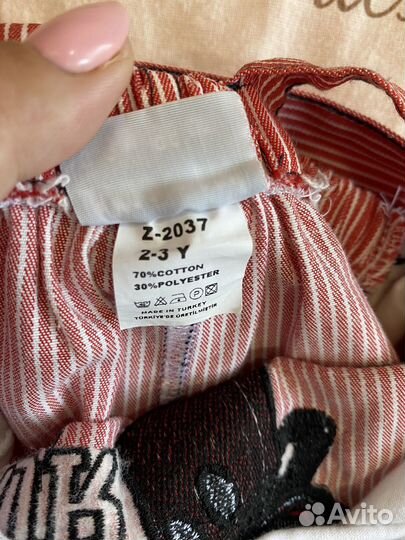 Z-2037
2-3 Y
70%COTTON
30%POLYESTER
MADE IN TURKEY
TÜRKİYE'DE ÜRETİLMİŞTİR
Avito